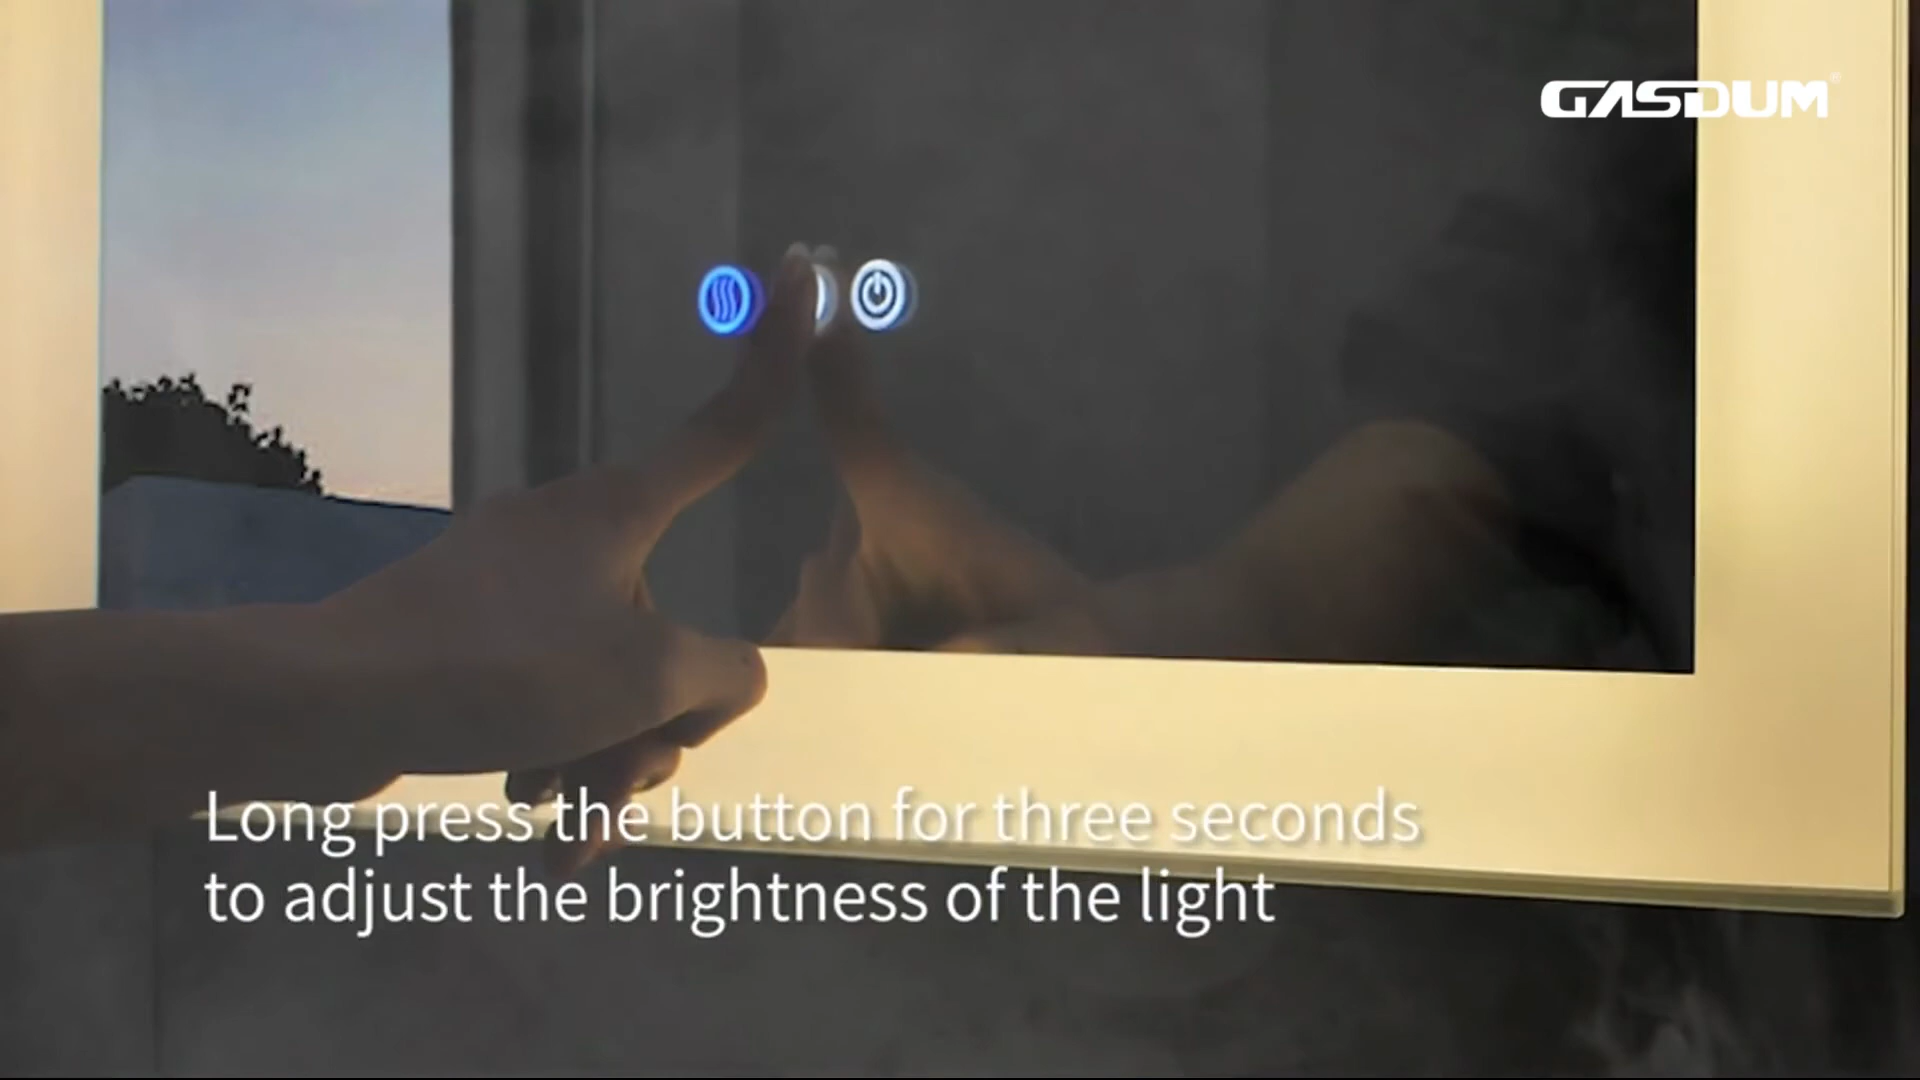 GASDUM®
Long press the button for three seconds
to adjust the brightness of the light